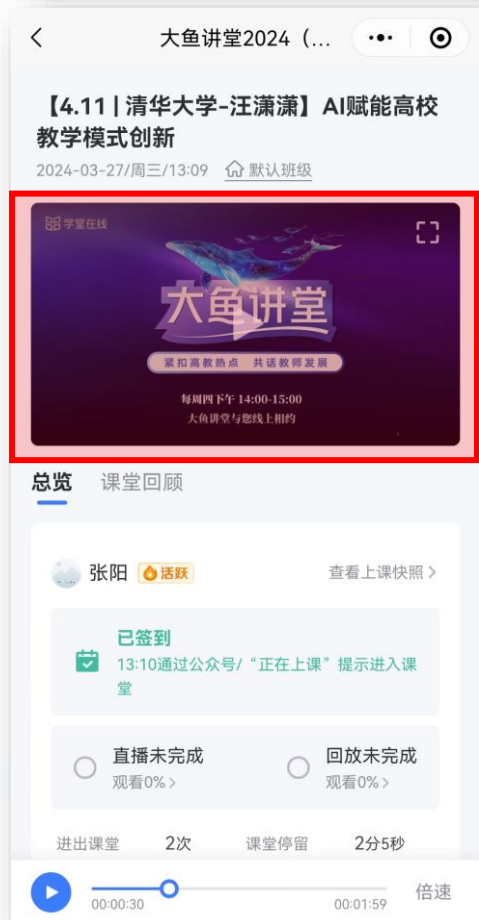 大鱼讲堂2024（...
【4.11 | 清华大学-汪潇潇】AI赋能高校
教学模式创新
2024-03-27/周三/13:09 默认班级
学堂在线
大鱼讲堂
紧扣高教热点 共话教师发展
每周四下午 14:00-15:00
大鱼讲堂与您线上相约
总览 课堂回顾
张阳 活跃 查看上课快照 >
已签到
13:10通过公众号/“正在上课”提示进入课
堂
直播未完成 回放未完成
观看0% > 观看0% >
进出课堂 2次 课堂停留 2分5秒
00:00:30 00:01:59 倍速